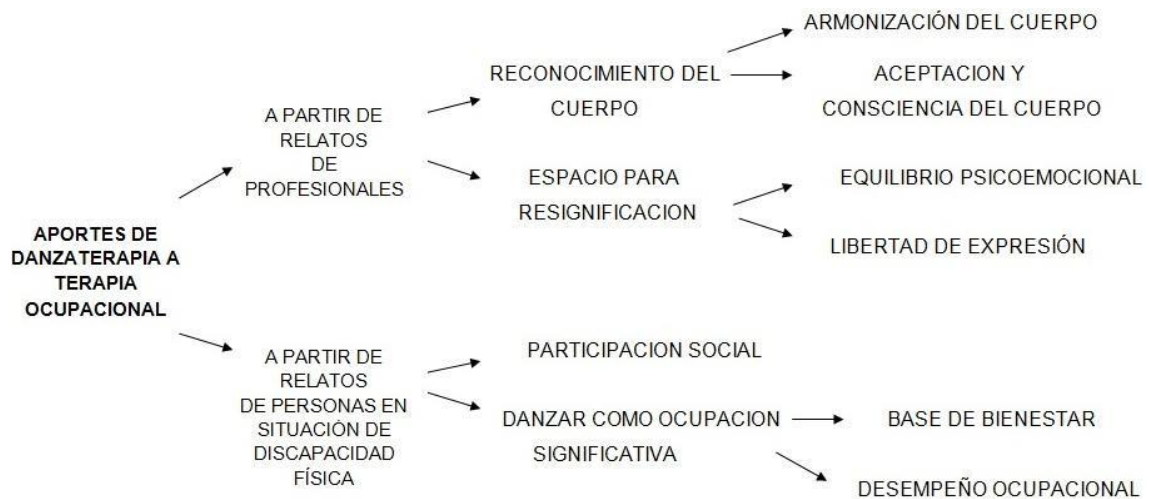 APORTES DE
DANZATERAPIA A
TERAPIA
OCUPACIONAL
A PARTIR DE
RELATOS
DE
PROFESIONALES
RECONOCIMIENTO DEL
CUERPO
ARMONIZACIÓN DEL CUERPO
ACEPTACION Y
CONSCIENCIA DEL CUERPO
ESPACIO PARA
RESIGNIFICACION
EQUILIBRIO PSICOEMOCIONAL
LIBERTAD DE EXPRESIÓN
A PARTIR DE
RELATOS
DE PERSONAS EN
SITUACIÓN DE
DISCAPACIDAD
FÍSICA
PARTICIPACION SOCIAL
DANZAR COMO OCUPACION
SIGNIFICATIVA
BASE DE BIENESTAR
DESEMPEÑO OCUPACIONAL